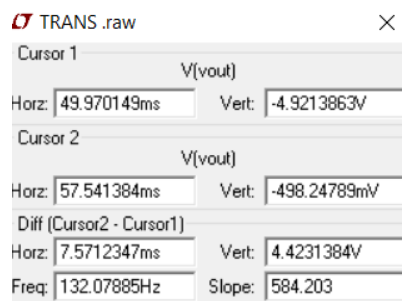 TRANS .raw
Cursor 1
V(vout)
Horz: 49.970149ms Vert: -4.9213863V
Cursor 2
V(vout)
Horz: 57.541384ms Vert: -498.24789mV
Diff (Cursor2 - Cursor1)
Horz: 7.5712347ms Vert: 4.4231384V
Freq: 132.07885Hz Slope: 584.203